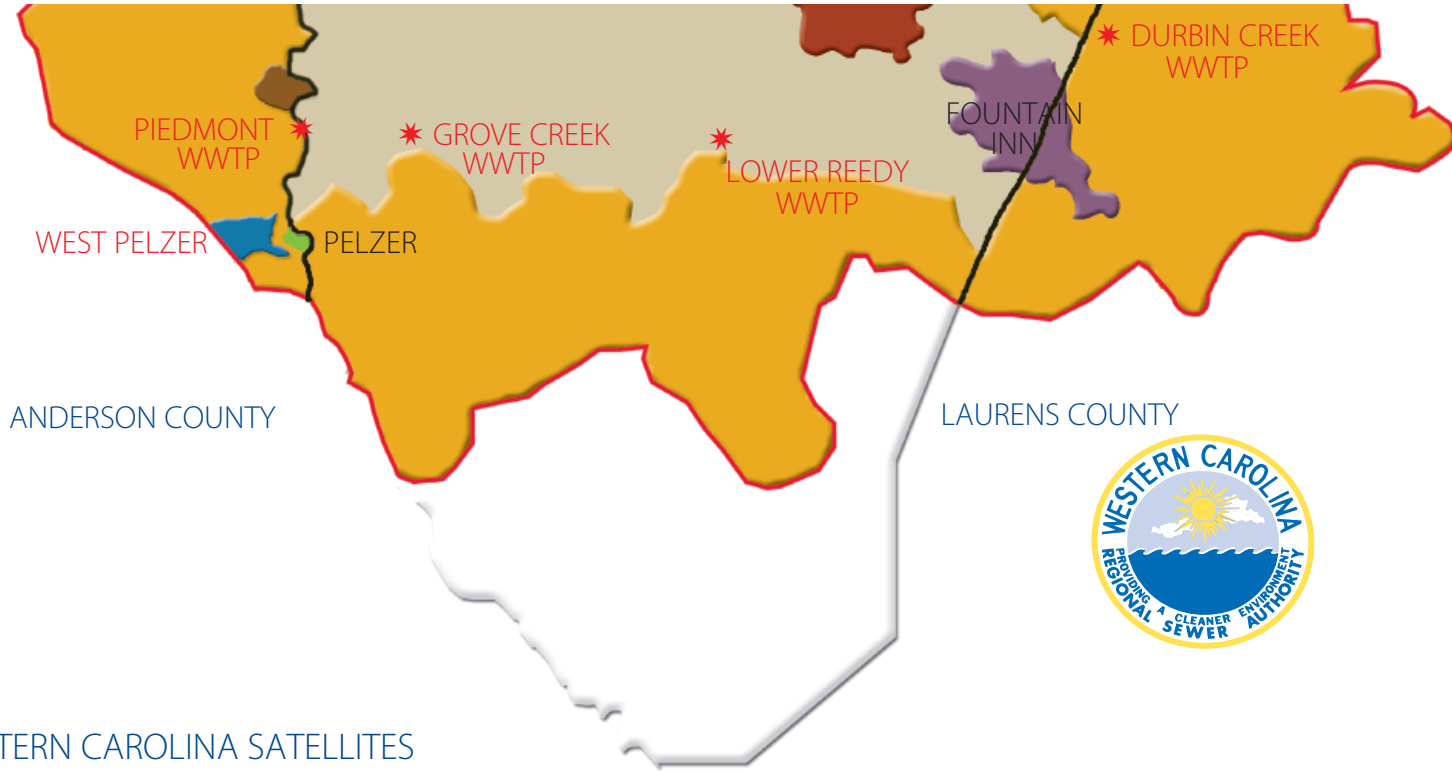 DURBIN CREEK
WWTP
FOUNTAIN
INN
PIEDMONT
WWTP
GROVE CREEK
WWTP
LOWER REEDY
WWTP
WEST PELZER
PELZER
ANDERSON COUNTY
LAURENS COUNTY
WESTERN CAROLINA
PROVIDING A CLEANER ENVIRONMENT
REGIONAL SEWER AUTHORITY
TERN CAROLINA SATELLITES